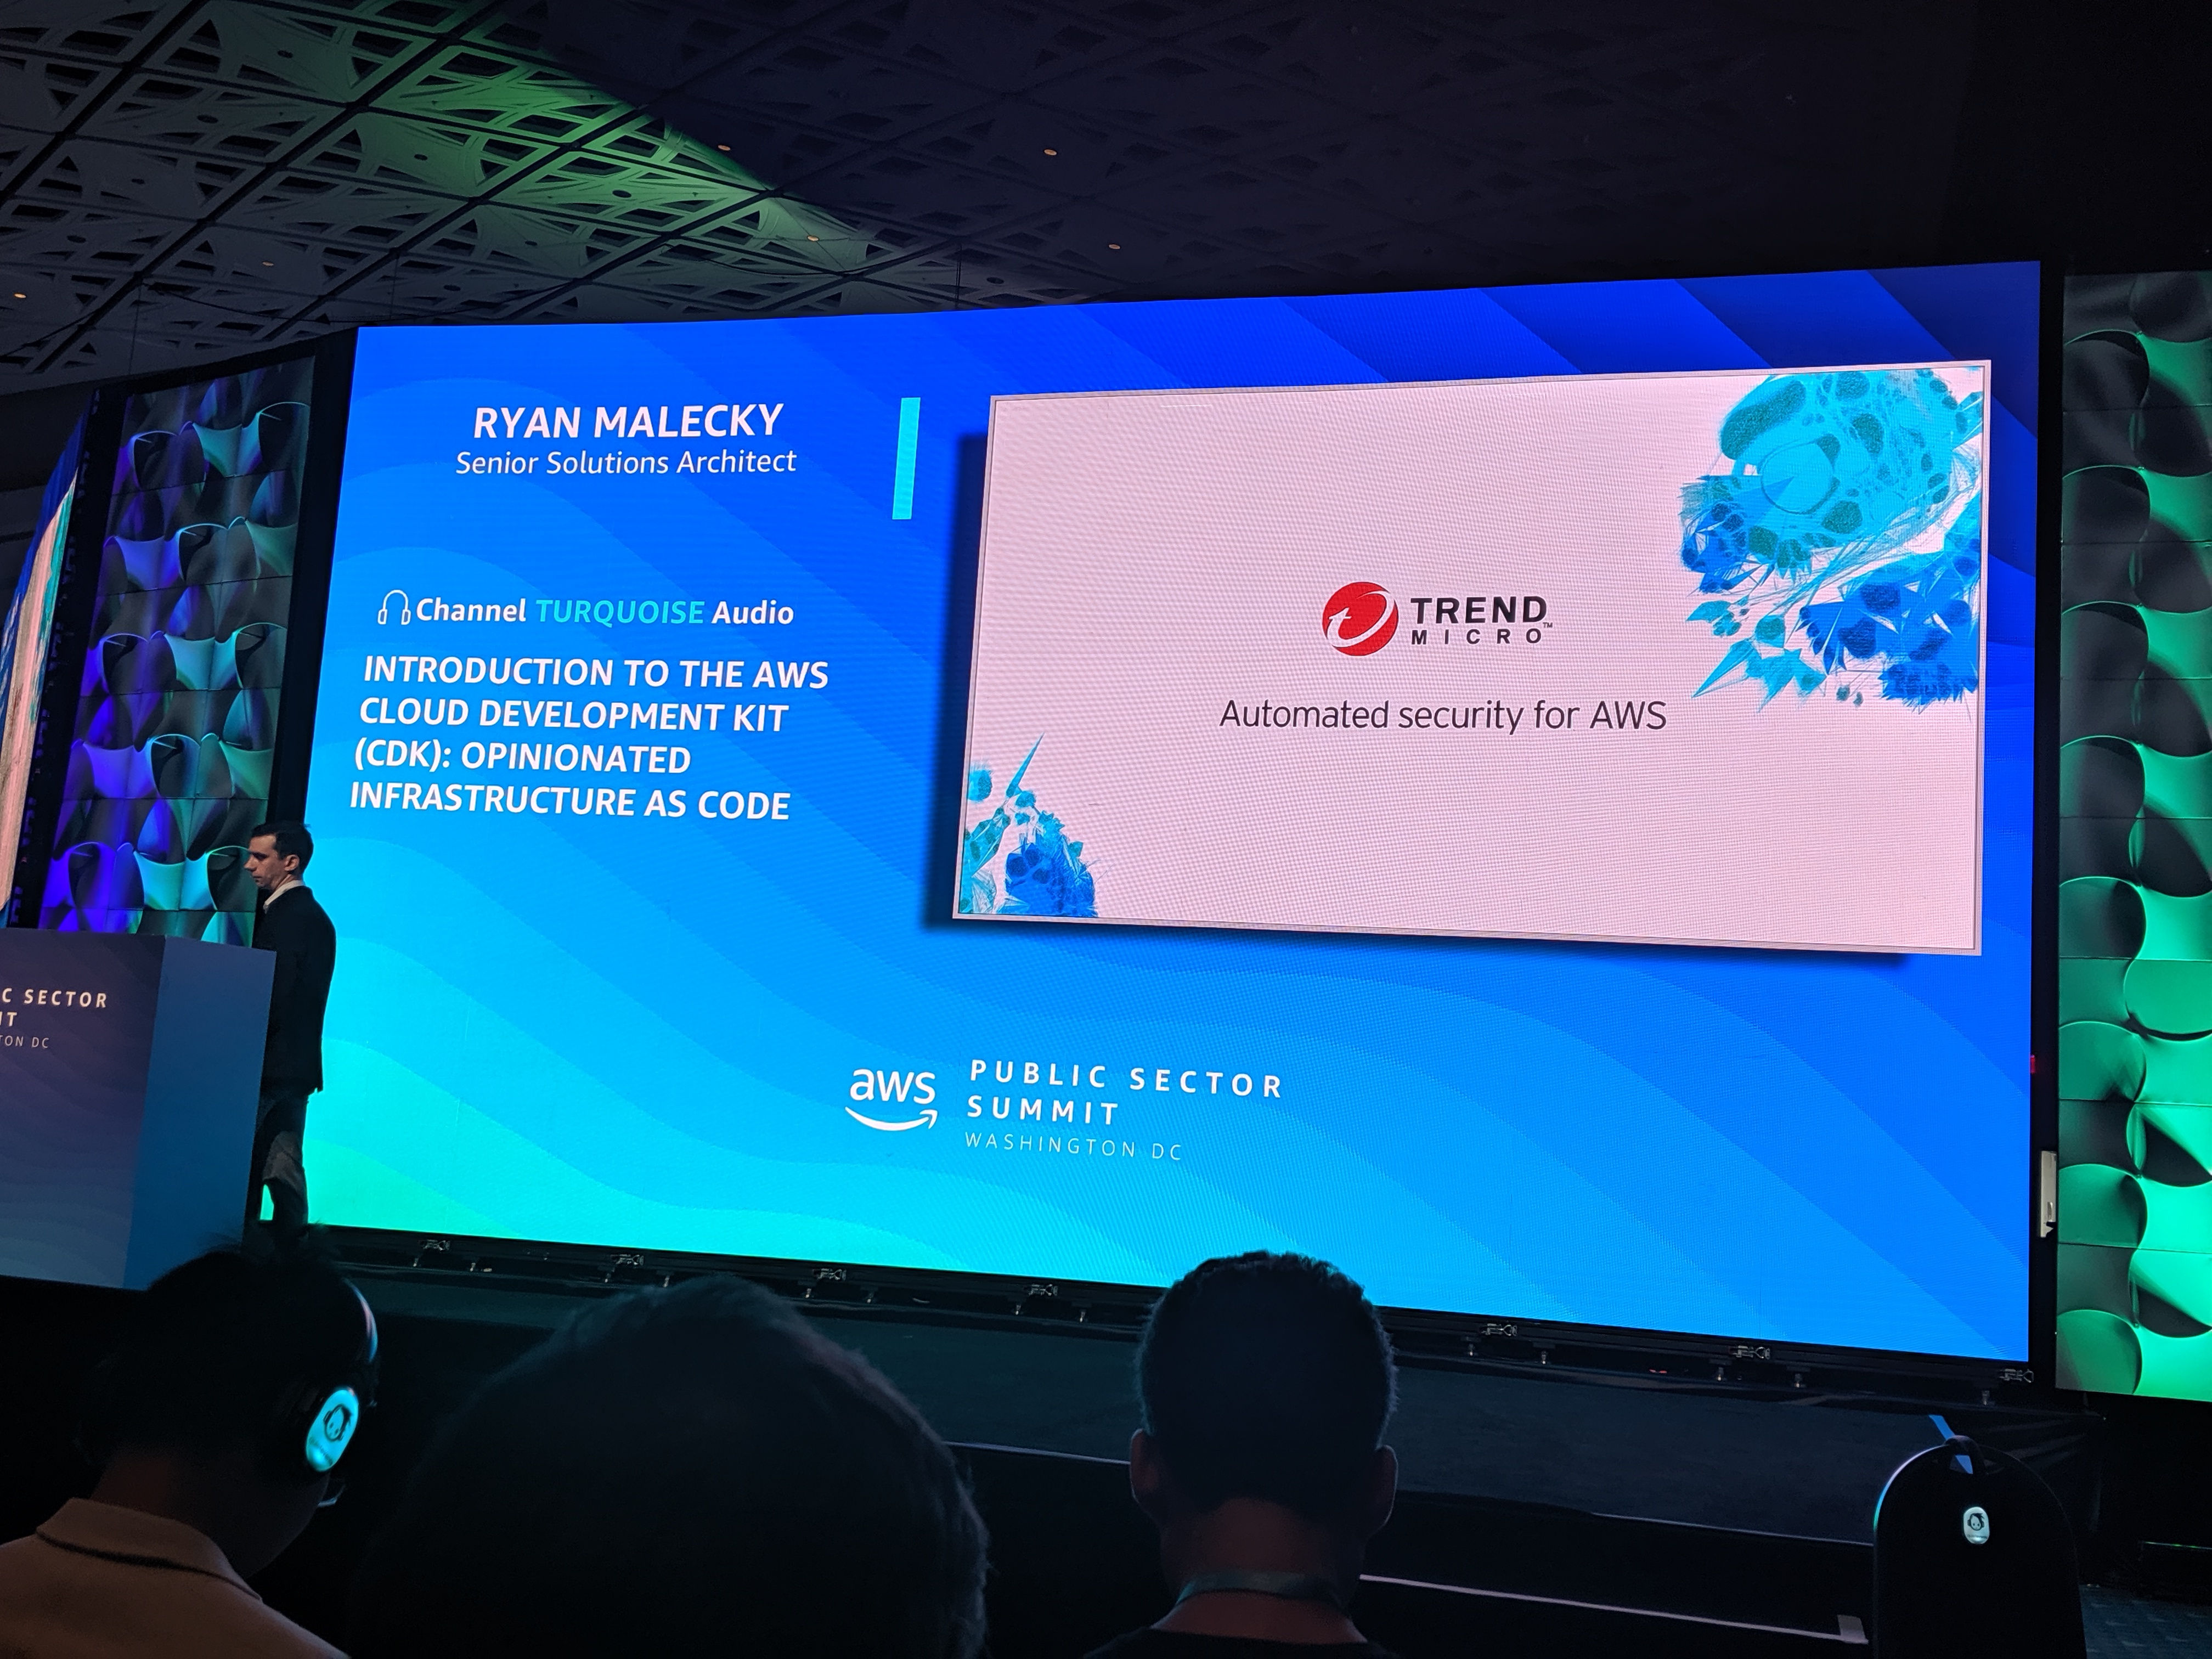 RYAN MALECKY
Senior Solutions Architect
Channel TURQUOISE Audio
INTRODUCTION TO THE AWS
CLOUD DEVELOPMENT KIT
(CDK): OPINIONATED
INFRASTRUCTURE AS CODE
TREND
MICRO™
Automated security for AWS
aws
PUBLIC SECTOR
SUMMIT
WASHINGTON DC
C SECTOR
IT
TON DC